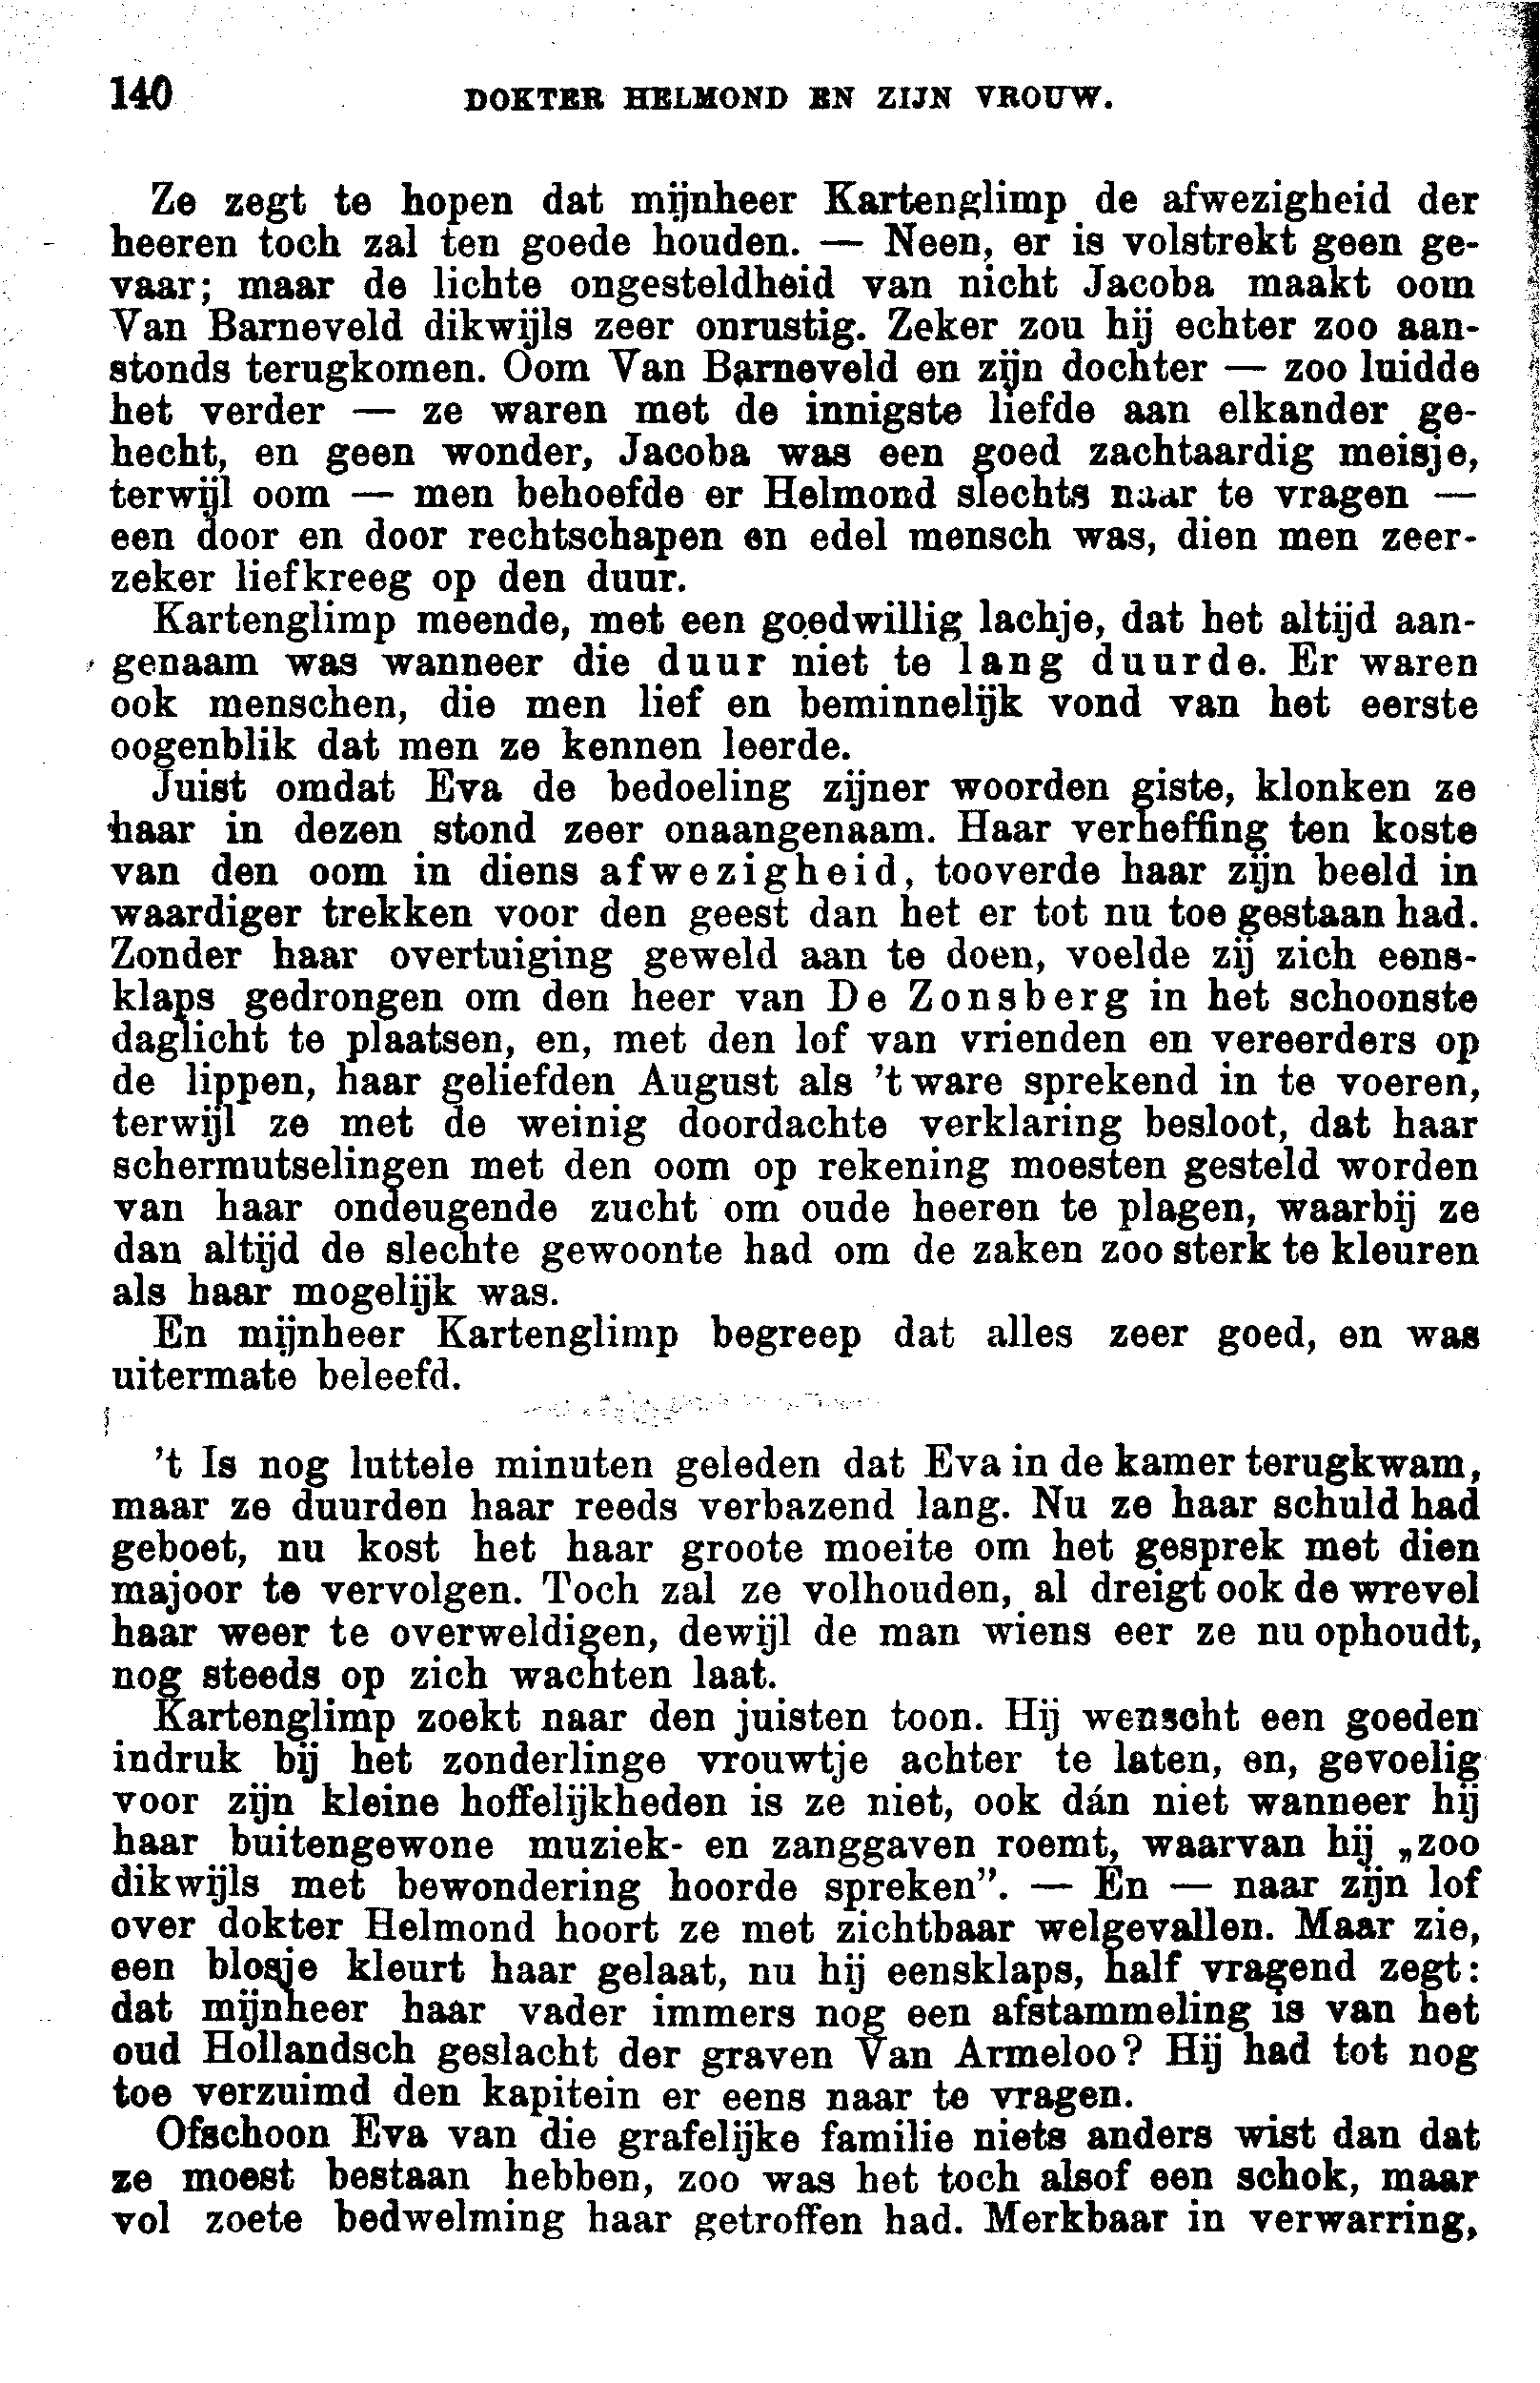 140 DOKTER HELMOND EN ZIJN VROUW.
Ze zegt te hopen dat mijnheer Kartenglimp de afwezigheid der
heeren toch zal ten goede houden. — Neen, er is volstrekt geen ge-
vaar; maar de lichte ongesteldheid van nicht Jacoba maakt oom
Van Barneveld dikwijls zeer onrustig. Zeker zou hij echter zoo aan-
stonds terugkomen. Oom Van Barneveld en zijn dochter — zoo luidde
het verder — ze waren met de innigste liefde aan elkander ge-
hecht, en geen wonder, Jacoba was een goed zachtaardig meisje,
terwijl oom — men behoefde er Helmond slechts naar te vragen —
een door en door rechtschapen en edel mensch was, dien men zeer-
zeker liefkreeg op den duur.
Kartenglimp meende, met een goedwillig lachje, dat het altijd aan-
genaam was wanneer die duur niet te lang duurde. Er waren
ook menschen, die men lief en beminnelijk vond van het eerste
oogenblik dat men ze kennen leerde.
Juist omdat Eva de bedoeling zijner woorden giste, klonken ze
haar in dezen stond zeer onaangenaam. Haar verheffing ten koste
van den oom in diens afwezigheid, tooverde haar zijn beeld in
waardiger trekken voor den geest dan het er tot nu toe gestaan had.
Zonder haar overtuiging geweld aan te doen, voelde zij zich eens-
klaps gedrongen om den heer van De Zonsberg in het schoonste
daglicht te plaatsen, en, met den lof van vrienden en vereerders op
de lippen, haar geliefden August als 't ware sprekend in te voeren,
terwijl ze met de weinig doordachte verklaring besloot, dat haar
schermutselingen met den oom op rekening moesten gesteld worden
van haar ondeugende zucht om oude heeren te plagen, waarbij ze
dan altijd de slechte gewoonte had om de zaken zoo sterk te kleuren
als haar mogelijk was.
En mijnheer Kartenglimp begreep dat alles zeer goed, en was
uitermate beleefd.
't Is nog luttele minuten geleden dat Eva in de kamer terugkwam,
maar ze duurden haar reeds verbazend lang. Nu ze haar schuld had
geboet, nu kost het haar groote moeite om het gesprek met dien
majoor te vervolgen. Toch zal ze volhouden, al dreigt ook de wrevel
haar weer te overweldigen, dewijl de man wiens eer ze nu ophoudt,
nog steeds op zich wachten laat.
Kartenglimp zoekt naar den juisten toon. Hij wenscht een goeden
indruk bij het zonderlinge vrouwtje achter te laten, en, gevoelig
voor zijn kleine hoffelijkheden is ze niet, ook dán niet wanneer hij
haar buitengewone muziek- en zanggaven roemt, waarvan hij „zoo
dikwijls met bewondering hoorde spreken”. — En — naar zijn lof
over dokter Helmond hoort ze met zichtbaar welgevallen. Maar zie,
een blosje kleurt haar gelaat, nu hij eensklaps, half vragend zegt:
dat mijnheer haar vader immers nog een afstammeling is van het
oud Hollandsch geslacht der graven Van Armeloo? Hij had tot nog
toe verzuimd den kapitein er eens naar te vragen.
Ofschoon Eva van die grafelijke familie niets anders wist dan dat
ze moest bestaan hebben, zoo was het toch alsof een schok, maar
vol zoete bedwelming haar getroffen had. Merkbaar in verwarring,